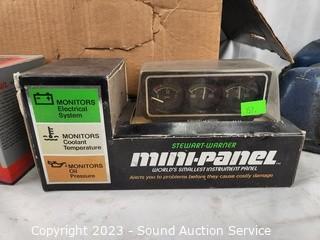 MONITORS
Electrical
System
MONITORS
Coolant
Temperature
MONITORS
Oil
Pressure
STEWART-WARNER
mini-panel
WORLD'S SMALLEST INSTRUMENT PANEL
Alerts you to problems before they cause costly damage
Copyright 2023 - Sound Auction Service